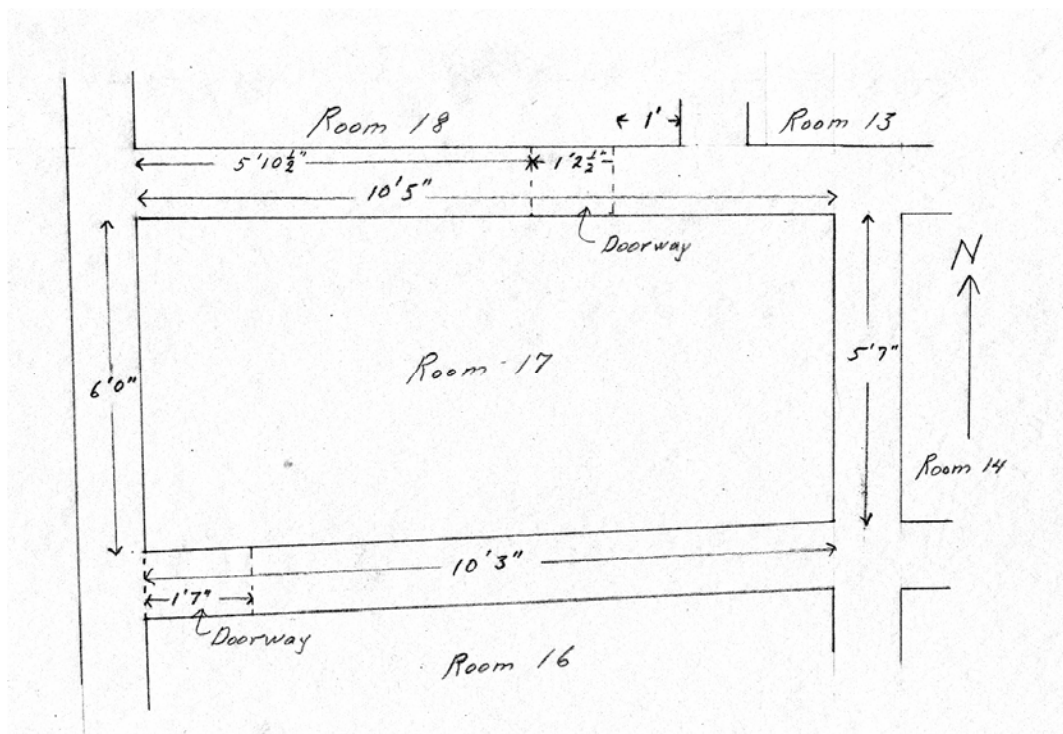 Room 18
1'
Room 13
5'10½"
1'2½"
10'5"
Doorway
N
Room 17
5'7"
6'0"
Room 14
10'3"
1'7"
Doorway
Room 16